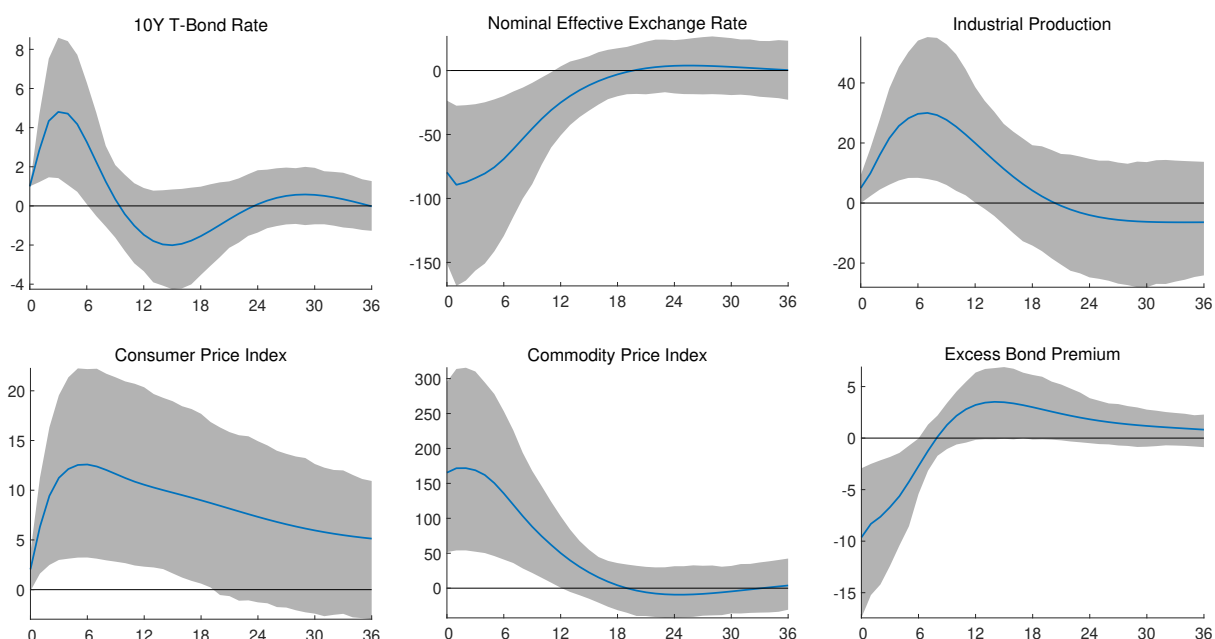 10Y T-Bond Rate
8
6
4
2
0
-2
-4
0 6 12 18 24 30 36
Nominal Effective Exchange Rate
0
-50
-100
-150
0 6 12 18 24 30 36
Industrial Production
40
20
0
-20
0 6 12 18 24 30 36
Consumer Price Index
20
15
10
5
0
0 6 12 18 24 30 36
Commodity Price Index
300
250
200
150
100
50
0
0 6 12 18 24 30 36
Excess Bond Premium
5
0
-5
-10
-15
0 6 12 18 24 30 36